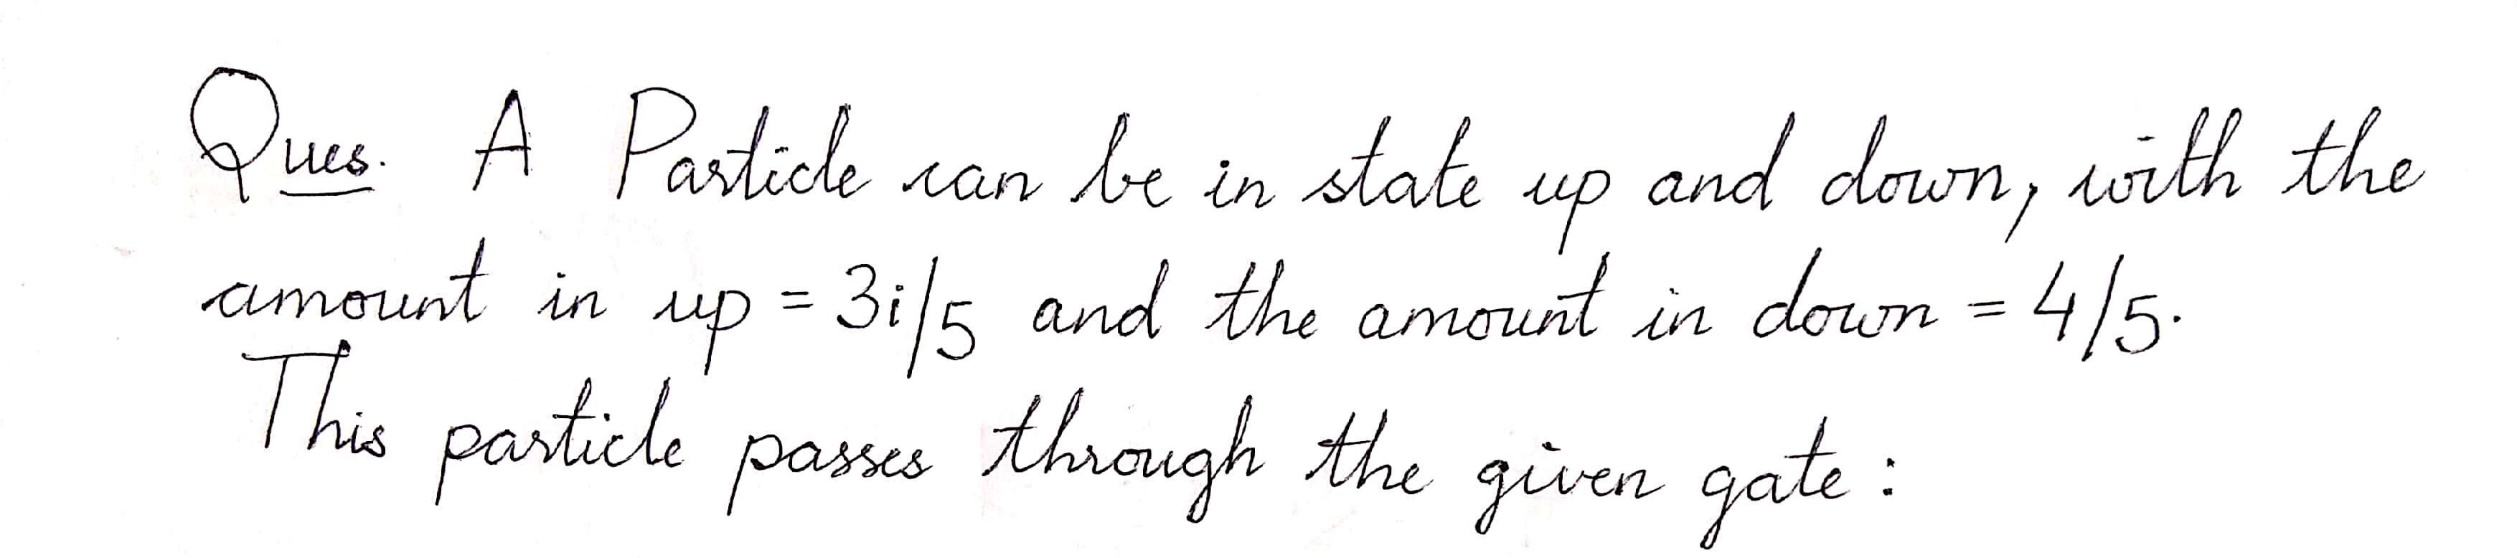 Ques. A Particle can be in state up and down, with the
amount in up = 3i/5 and the amount in down = 4/5.
This particle passes through the given gate :